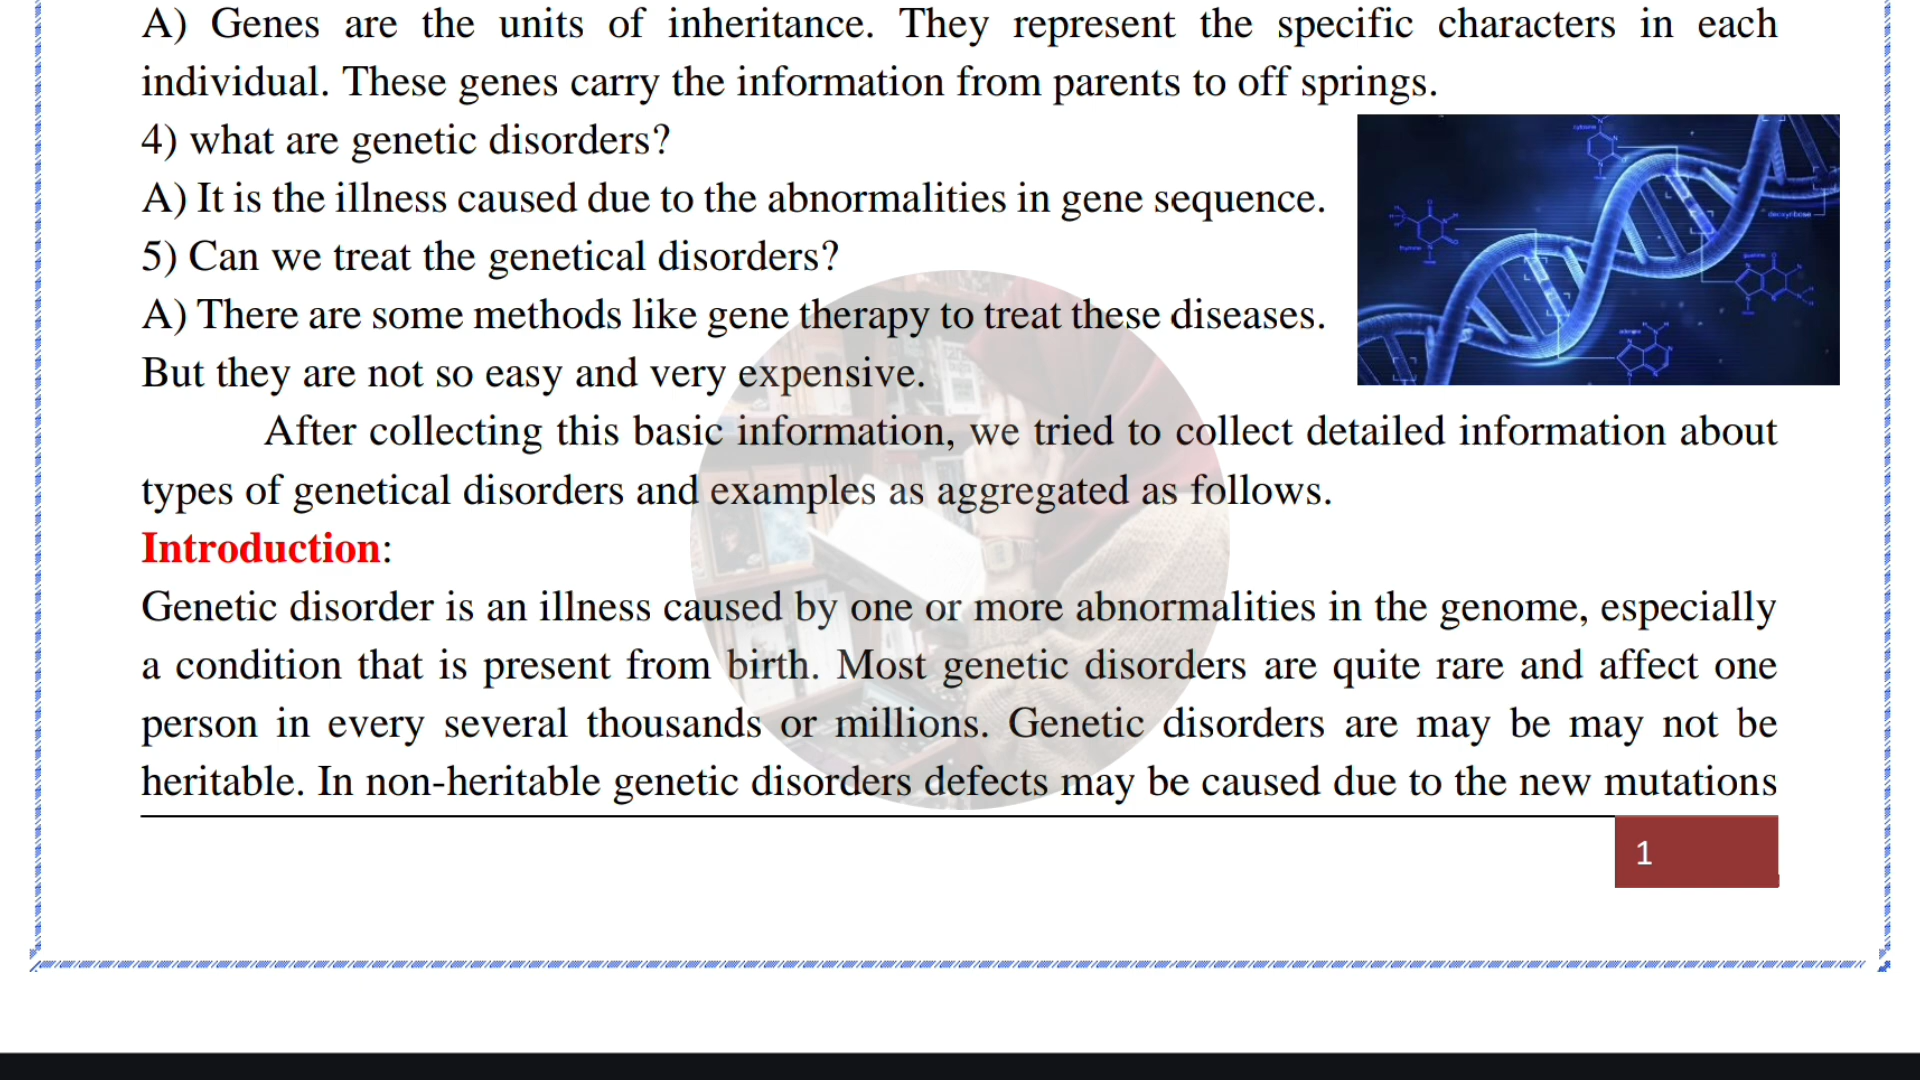 A) Genes are the units of inheritance. They represent the specific characters in each
individual. These genes carry the information from parents to off springs.
4) what are genetic disorders?
A) It is the illness caused due to the abnormalities in gene sequence.
5) Can we treat the genetical disorders?
A) There are some methods like gene therapy to treat these diseases.
But they are not so easy and very expensive.
After collecting this basic information, we tried to collect detailed information about
types of genetical disorders and examples as aggregated as follows.
Introduction:
Genetic disorder is an illness caused by one or more abnormalities in the genome, especially
a condition that is present from birth. Most genetic disorders are quite rare and affect one
person in every several thousands or millions. Genetic disorders are may be may not be
heritable. In non-heritable genetic disorders defects may be caused due to the new mutations
1